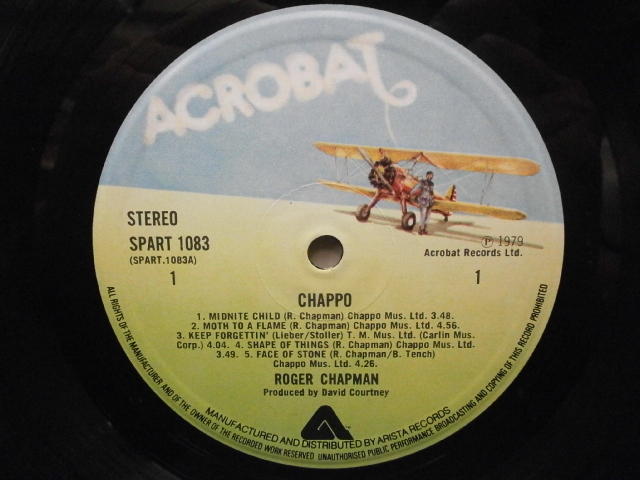 ACROBAT
STEREO
SPART 1083
(SPART.1083A)
1
Ⓟ 1979
Acrobat Records Ltd.
1
CHAPPO
1. MIDNITE CHILD (R. Chapman) Chappo Mus. Ltd. 3.48.
2. MOTH TO A FLAME (R. Chapman) Chappo Mus. Ltd. 4.56.
3. KEEP FORGETTIN' (Lieber/Stoller) T. M. Mus. Ltd. (Carlin Mus.
Corp.) 4.04. 4. SHAPE OF THINGS (R. Chapman) Chappo Mus. Ltd.
3.49. 5. FACE OF STONE (R. Chapman/B. Tench)
Chappo Mus. Ltd. 4.26.
ROGER CHAPMAN
Produced by David Courtney
MANUFACTURED AND DISTRIBUTED BY ARISTA RECORDS
ALL RIGHTS OF THE MANUFACTURER AND OF THE OWNER OF THE RECORDED WORK RESERVED UNAUTHORISED PUBLIC PERFORMANCE BROADCASTING AND COPYING OF THIS RECORD PROHIBITED